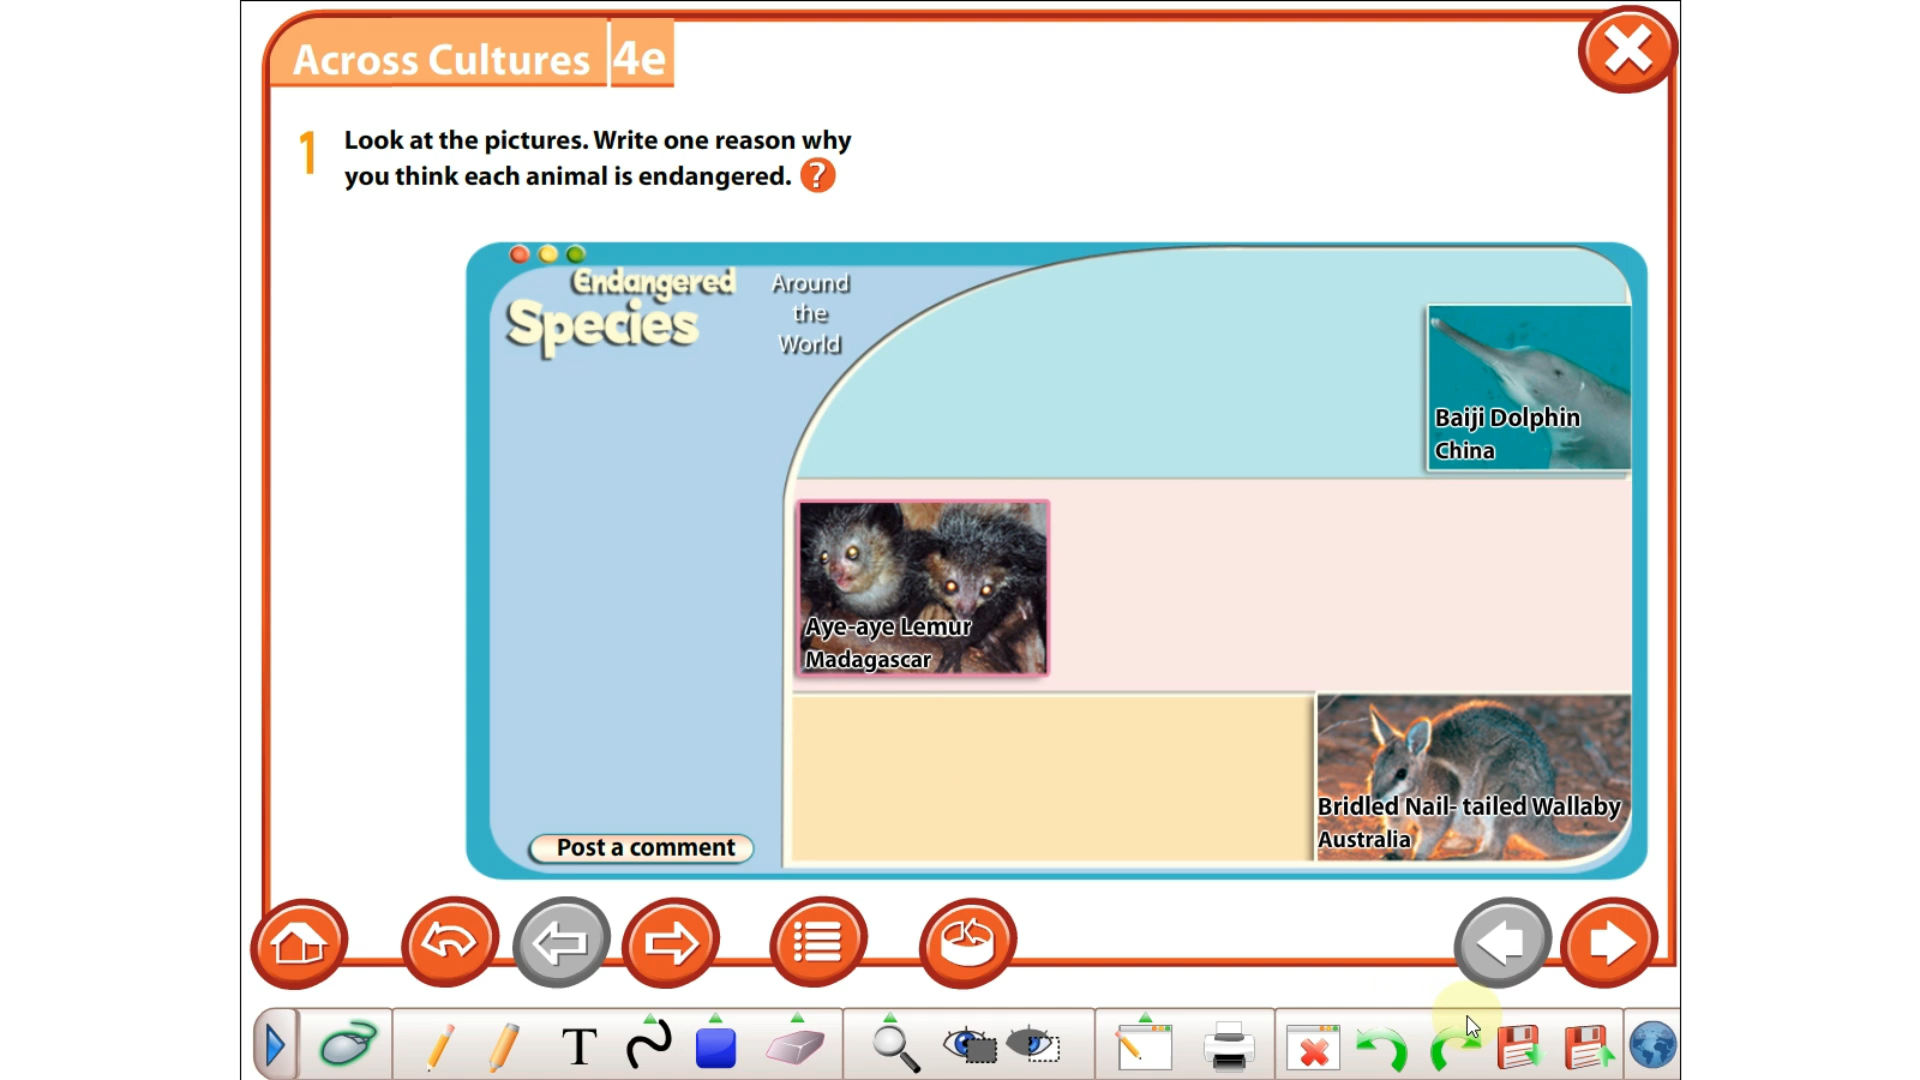 Across Cultures 4e
1 Look at the pictures. Write one reason why
you think each animal is endangered. ?
Endangered
Species
Around
the
World
Baiji Dolphin
China
Aye-aye Lemur
Madagascar
Bridled Nail- tailed Wallaby
Australia
Post a comment
T